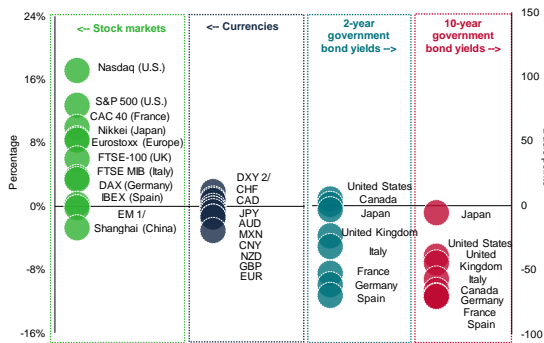 24%
16%
8%
0%
-8%
-16%
Percentage
<-- Stock markets
Nasdaq (U.S.)
S&P 500 (U.S.)
CAC 40 (France)
Nikkei (Japan)
Eurostoxx (Europe)
FTSE-100 (UK)
FTSE MIB (Italy)
DAX (Germany)
IBEX (Spain)
EM 1/
Shanghai (China)
<-- Currencies
DXY 2/
CHF
CAD
JPY
AUD
MXN
CNY
NZD
GBP
EUR
2-year
government
bond yields -->
United States
Canada
Japan
United Kingdom
Italy
France
Germany
Spain
10-year
government
bond yields -->
Japan
United States
United
Kingdom
Italy
Canada
Germany
France
Spain
150
100
50
0
-50
-100